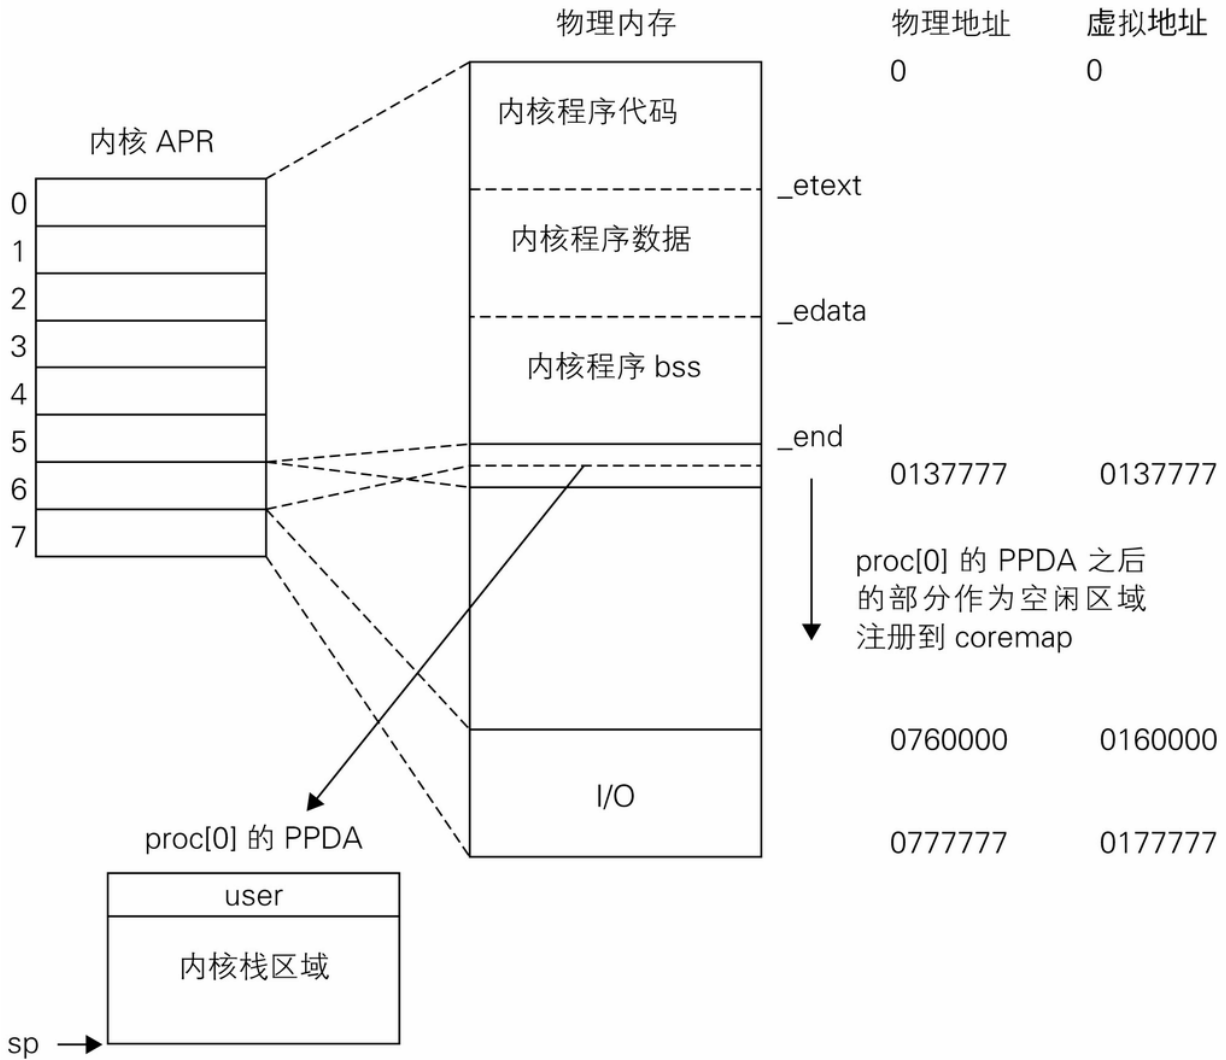 物理内存 物理地址 虚拟地址
0 0
内核程序代码
内核 APR
_etext
0
内核程序数据
1
2
_edata
3
内核程序 bss
4
5
_end
0137777 0137777
6
7
proc[0] 的 PPDA 之后
的部分作为空闲区域
注册到 coremap
0760000 0160000
I/O
proc[0] 的 PPDA
0777777 0177777
user
内核栈区域
sp